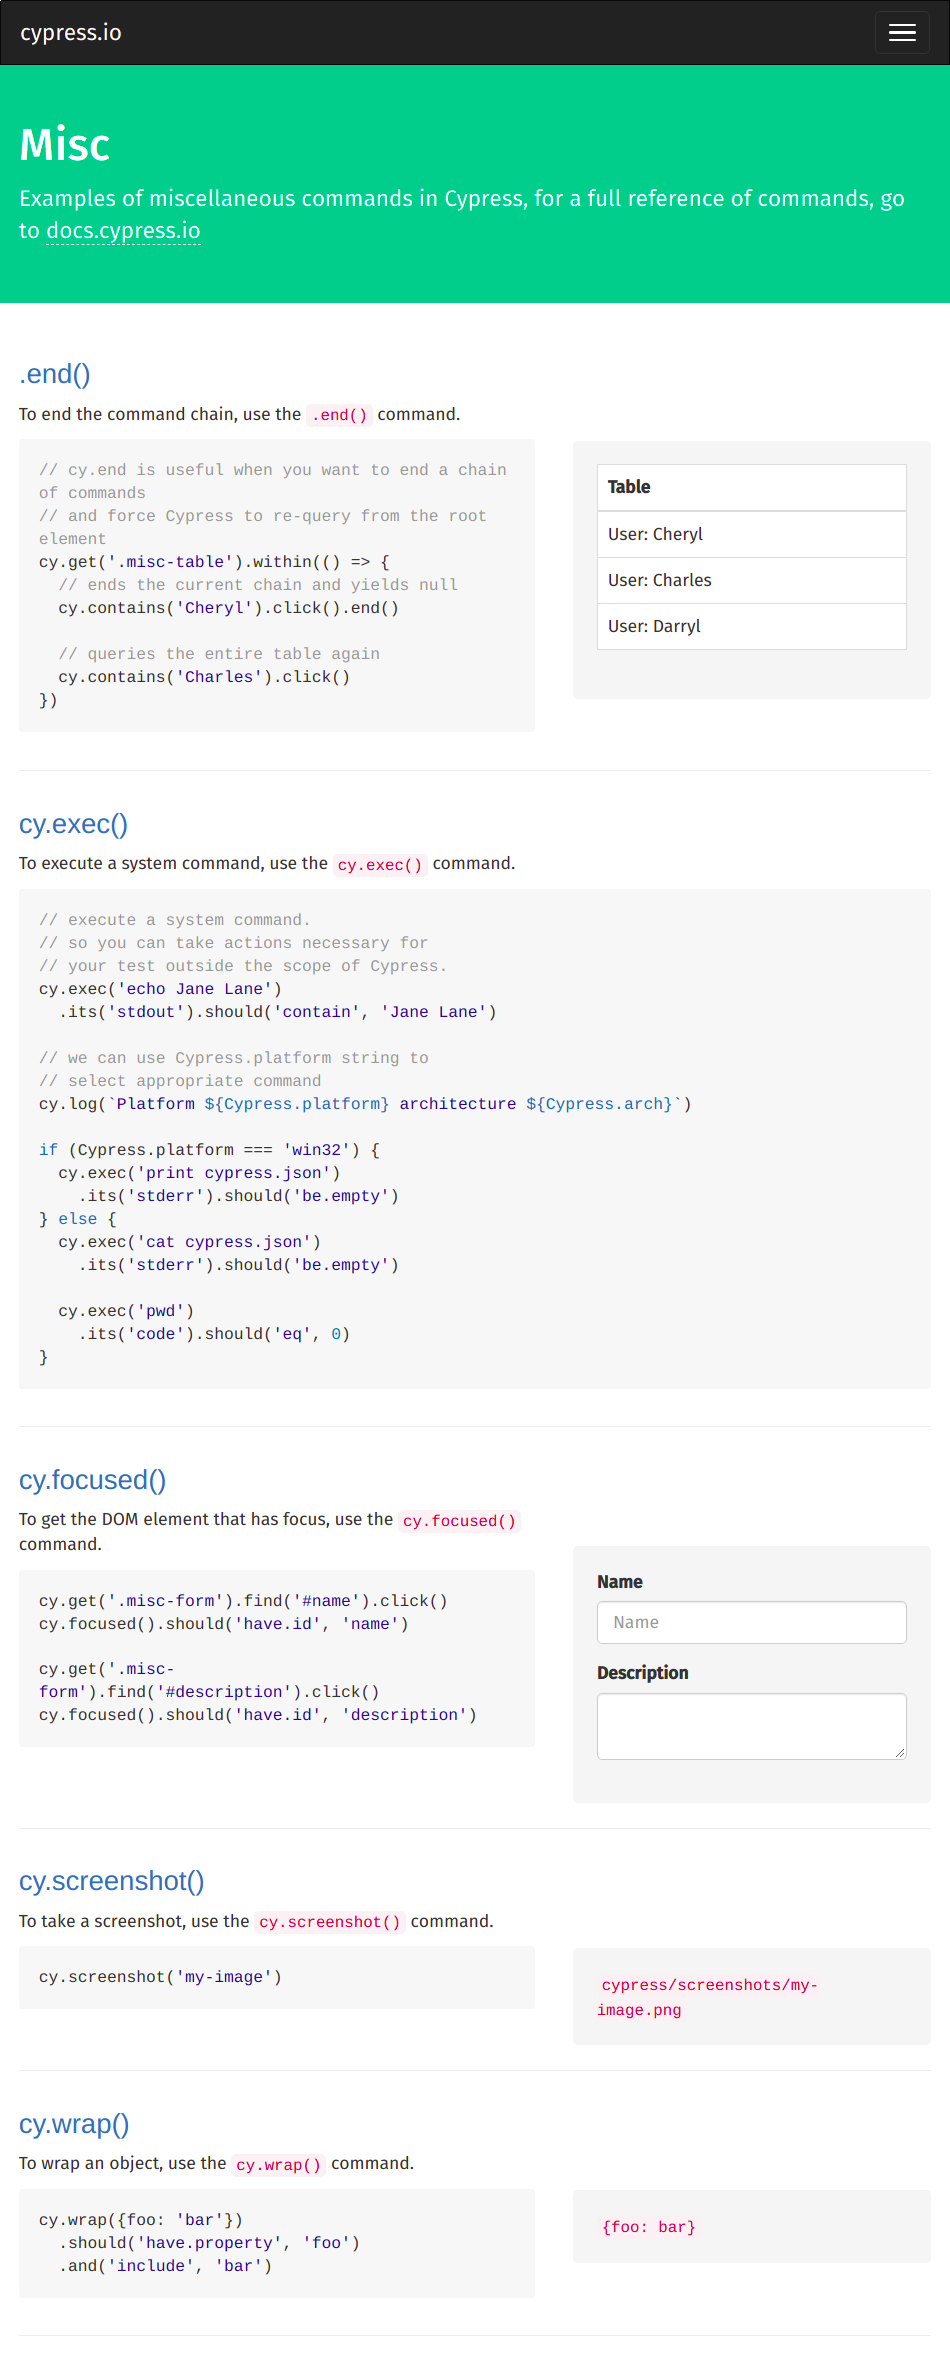 cypress.io
Misc
Examples of miscellaneous commands in Cypress, for a full reference of commands, go
to docs.cypress.io
.end()
To end the command chain, use the .end() command.
// cy.end is useful when you want to end a chain
of commands
// and force Cypress to re-query from the root
element
cy.get('.misc-table').within(() => {
  // ends the current chain and yields null
  cy.contains('Cheryl').click().end()

  // queries the entire table again
  cy.contains('Charles').click()
})
Table
User: Cheryl
User: Charles
User: Darryl
cy.exec()
To execute a system command, use the cy.exec() command.
// execute a system command.
// so you can take actions necessary for
// your test outside the scope of Cypress.
cy.exec('echo Jane Lane')
  .its('stdout').should('contain', 'Jane Lane')

// we can use Cypress.platform string to
// select appropriate command
cy.log(`Platform ${Cypress.platform} architecture ${Cypress.arch}`)

if (Cypress.platform === 'win32') {
  cy.exec('print cypress.json')
    .its('stderr').should('be.empty')
} else {
  cy.exec('cat cypress.json')
    .its('stderr').should('be.empty')

  cy.exec('pwd')
    .its('code').should('eq', 0)
}
cy.focused()
To get the DOM element that has focus, use the cy.focused()
command.
cy.get('.misc-form').find('#name').click()
cy.focused().should('have.id', 'name')

cy.get('.misc-
form').find('#description').click()
cy.focused().should('have.id', 'description')
Name
Name
Description
cy.screenshot()
To take a screenshot, use the cy.screenshot() command.
cy.screenshot('my-image')
cypress/screenshots/my-
image.png
cy.wrap()
To wrap an object, use the cy.wrap() command.
cy.wrap({foo: 'bar'})
  .should('have.property', 'foo')
  .and('include', 'bar')
{foo: bar}